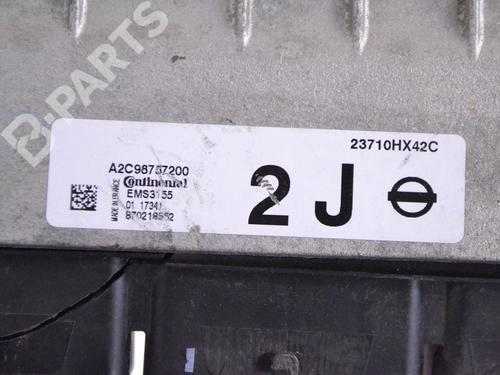 B-PARTS
23710HX42C
A2C98757200
Continental
EMS3155
MADE IN FRANCE
2 J